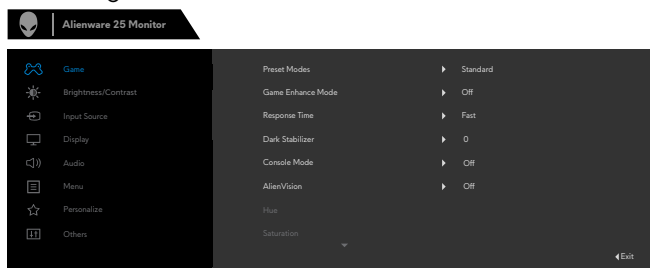 Alienware 25 Monitor
Game Preset Modes Standard
Brightness/Contrast Game Enhance Mode Off
Input Source Response Time Fast
Display Dark Stabilizer 0
Audio Console Mode Off
Menu AlienVision Off
Personalize Hue
Others Saturation
Exit